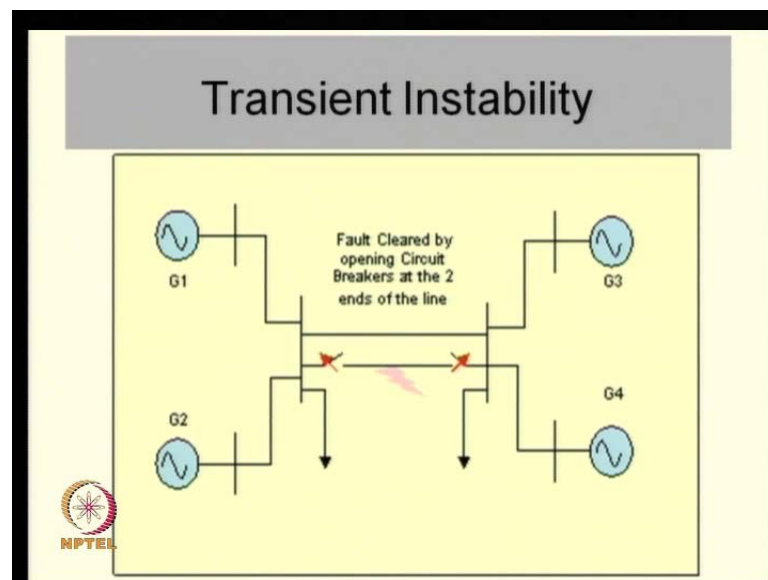 Transient Instability
Fault Cleared by
opening Circuit
Breakers at the 2
ends of the line
G1
G3
G2
G4
NPTEL